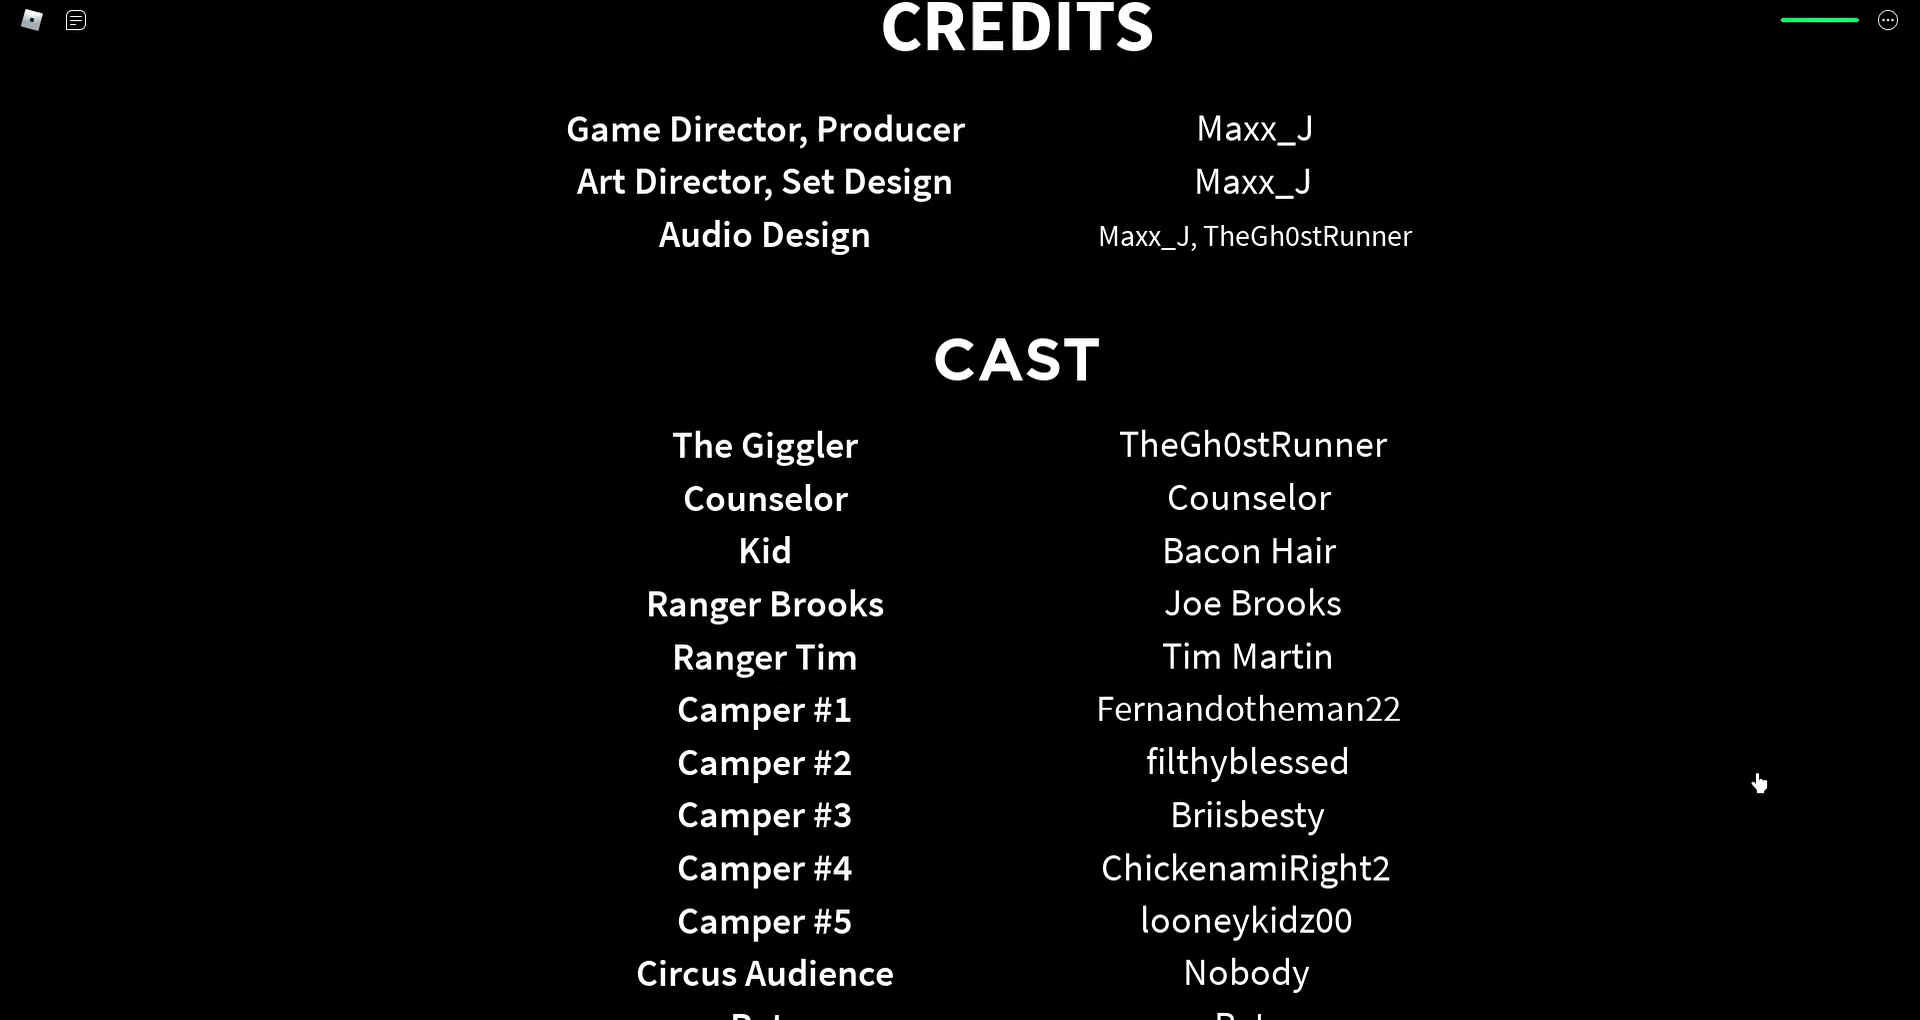 CREDITS
Game Director, Producer Maxx_J
Art Director, Set Design Maxx_J
Audio Design Maxx_J, TheGh0stRunner
CAST
The Giggler TheGh0stRunner
Counselor Counselor
Kid Bacon Hair
Ranger Brooks Joe Brooks
Ranger Tim Tim Martin
Camper #1 Fernandotheman22
Camper #2 filthyblessed
Camper #3 Briisbesty
Camper #4 ChickenamiRight2
Camper #5 looneykidz00
Circus Audience Nobody